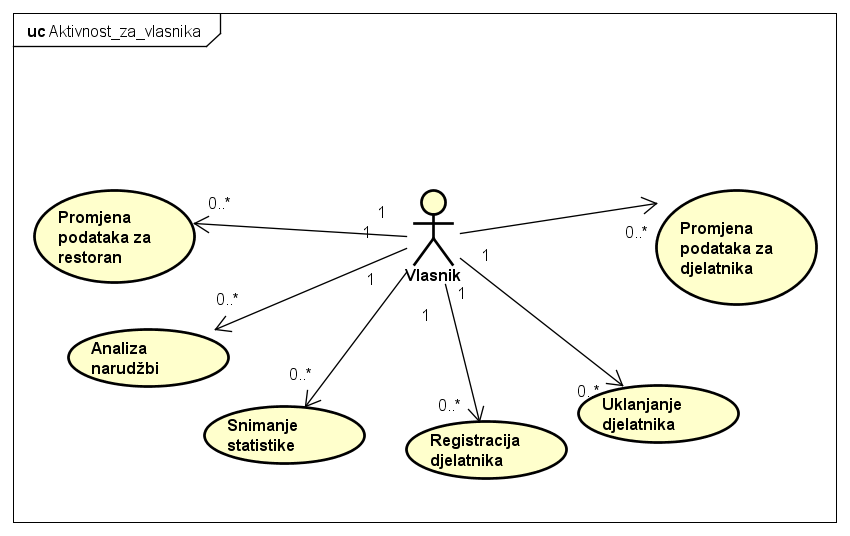 uc Aktivnost_za_vlasnika
0..*
1
Promjena
podataka za
restoran
1
Vlasnik
0..*
Promjena
podataka za
djelatnika
1
1
1
0..*
1
Analiza
narudžbi
0..*
0..*
0..*
Snimanje
statistike
Registracija
djelatnika
Uklanjanje
djelatnika